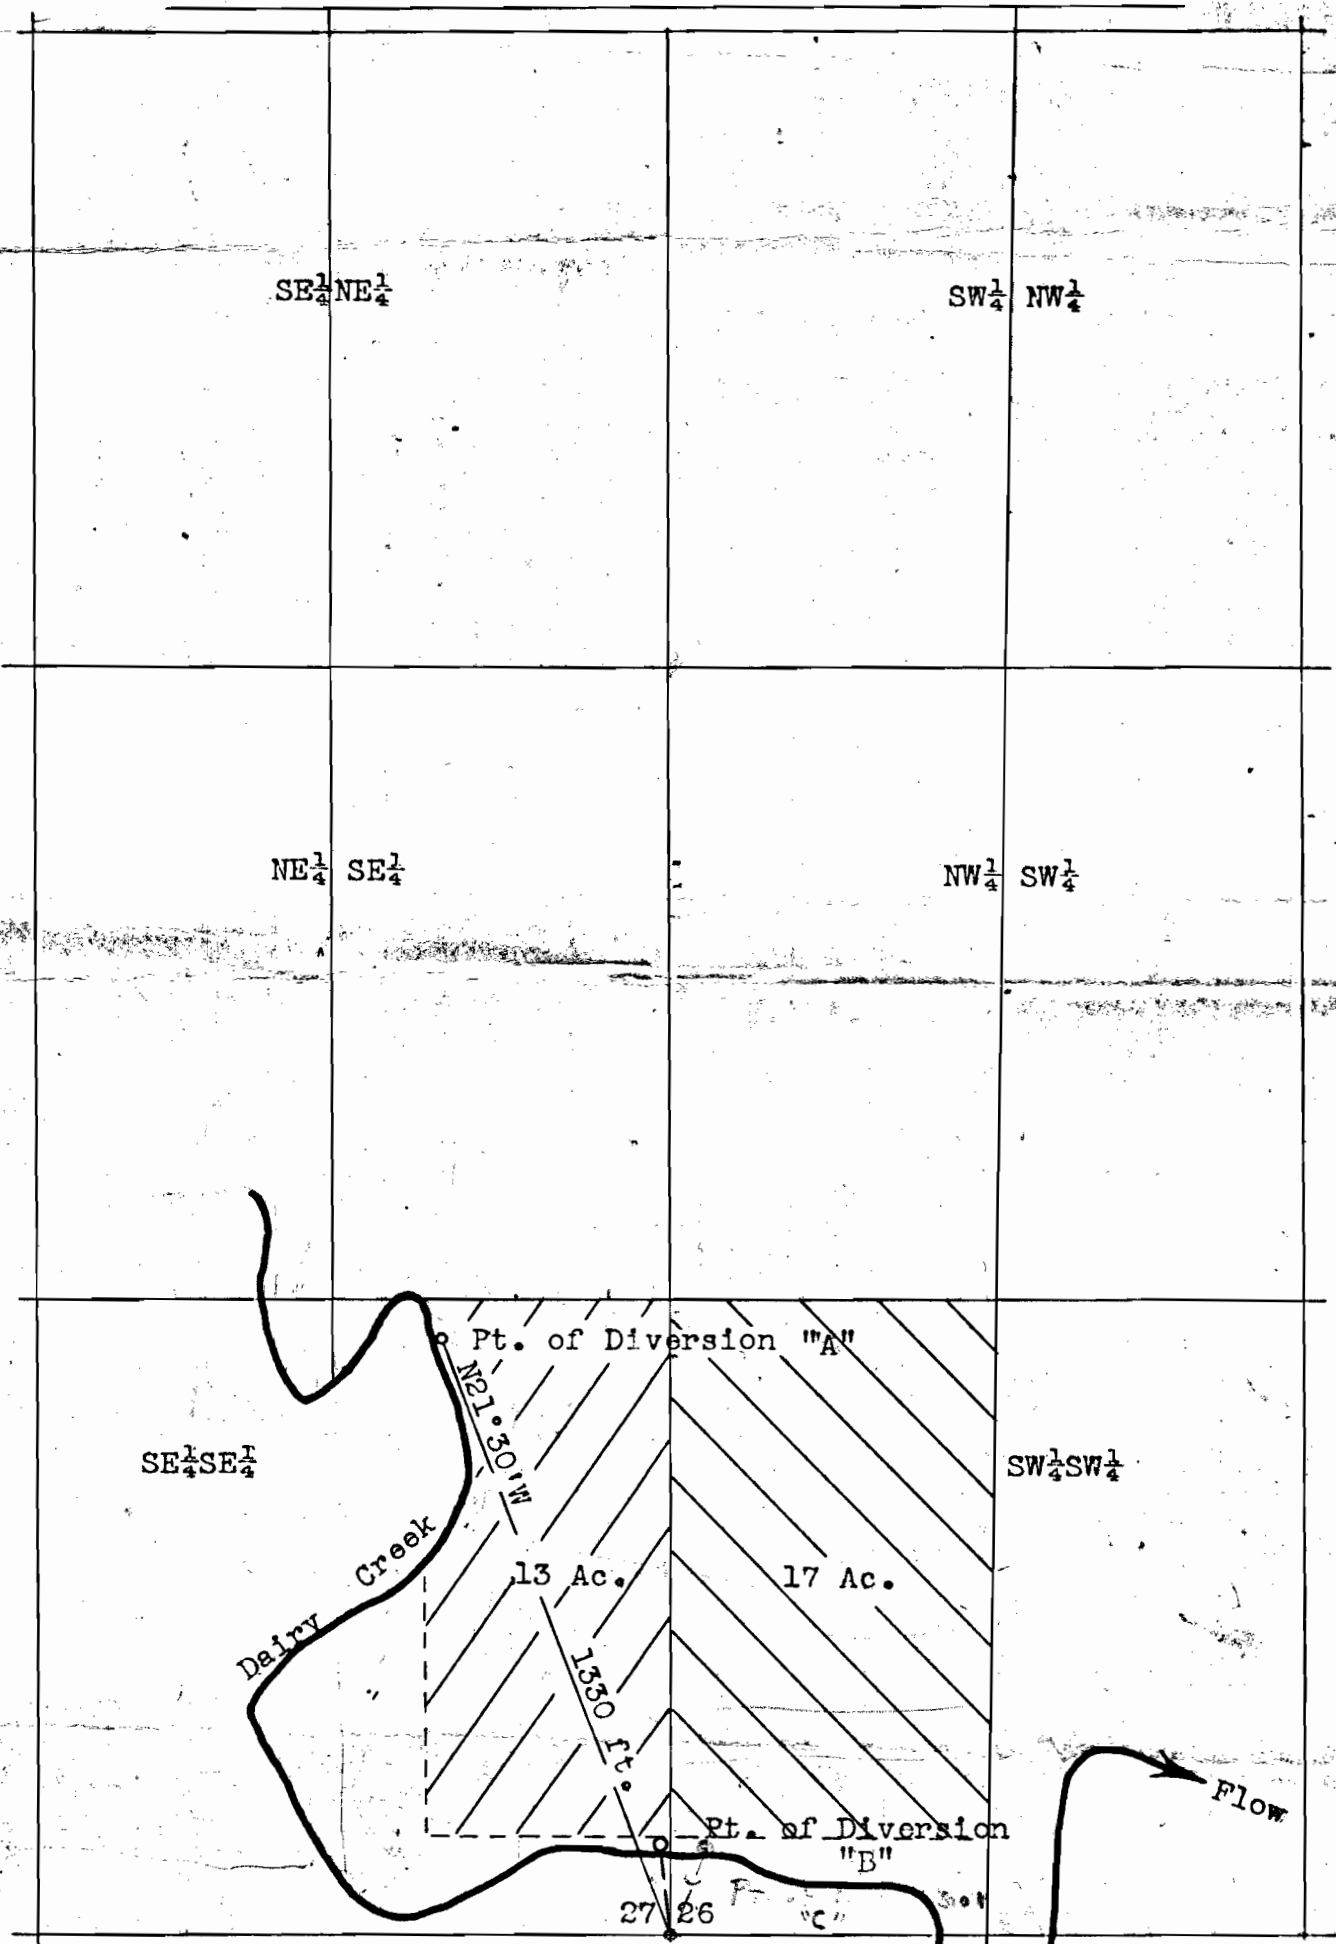 SE¼NE¼
SW¼ NW¼
NE¼ SE¼
NW¼ SW¼
Pt. of Diversion "'A"
N21°30'W
SE¼SE¼
SW¼SW¼
Dairy Creek
13 Ac.
17 Ac.
1330 ft.
Flow
Pt. of Diversion
"B"
27 26
"C"